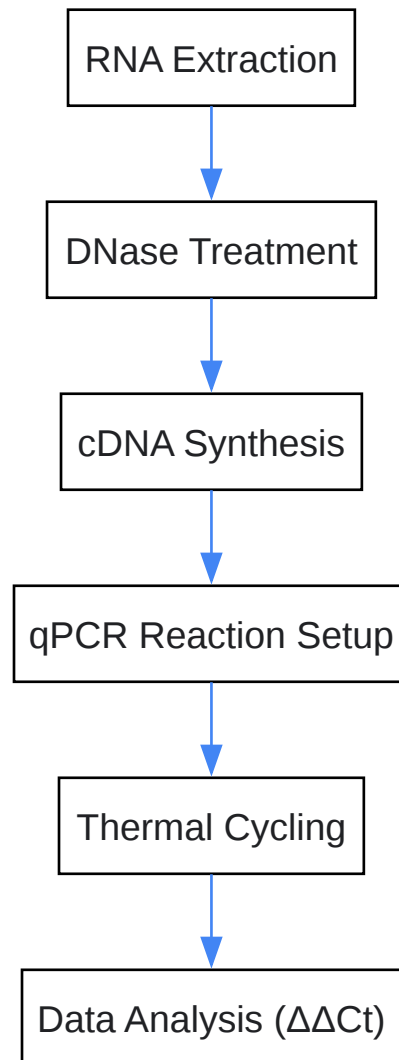 RNA Extraction
DNase Treatment
cDNA Synthesis
qPCR Reaction Setup
Thermal Cycling
Data Analysis (ΔΔCt)